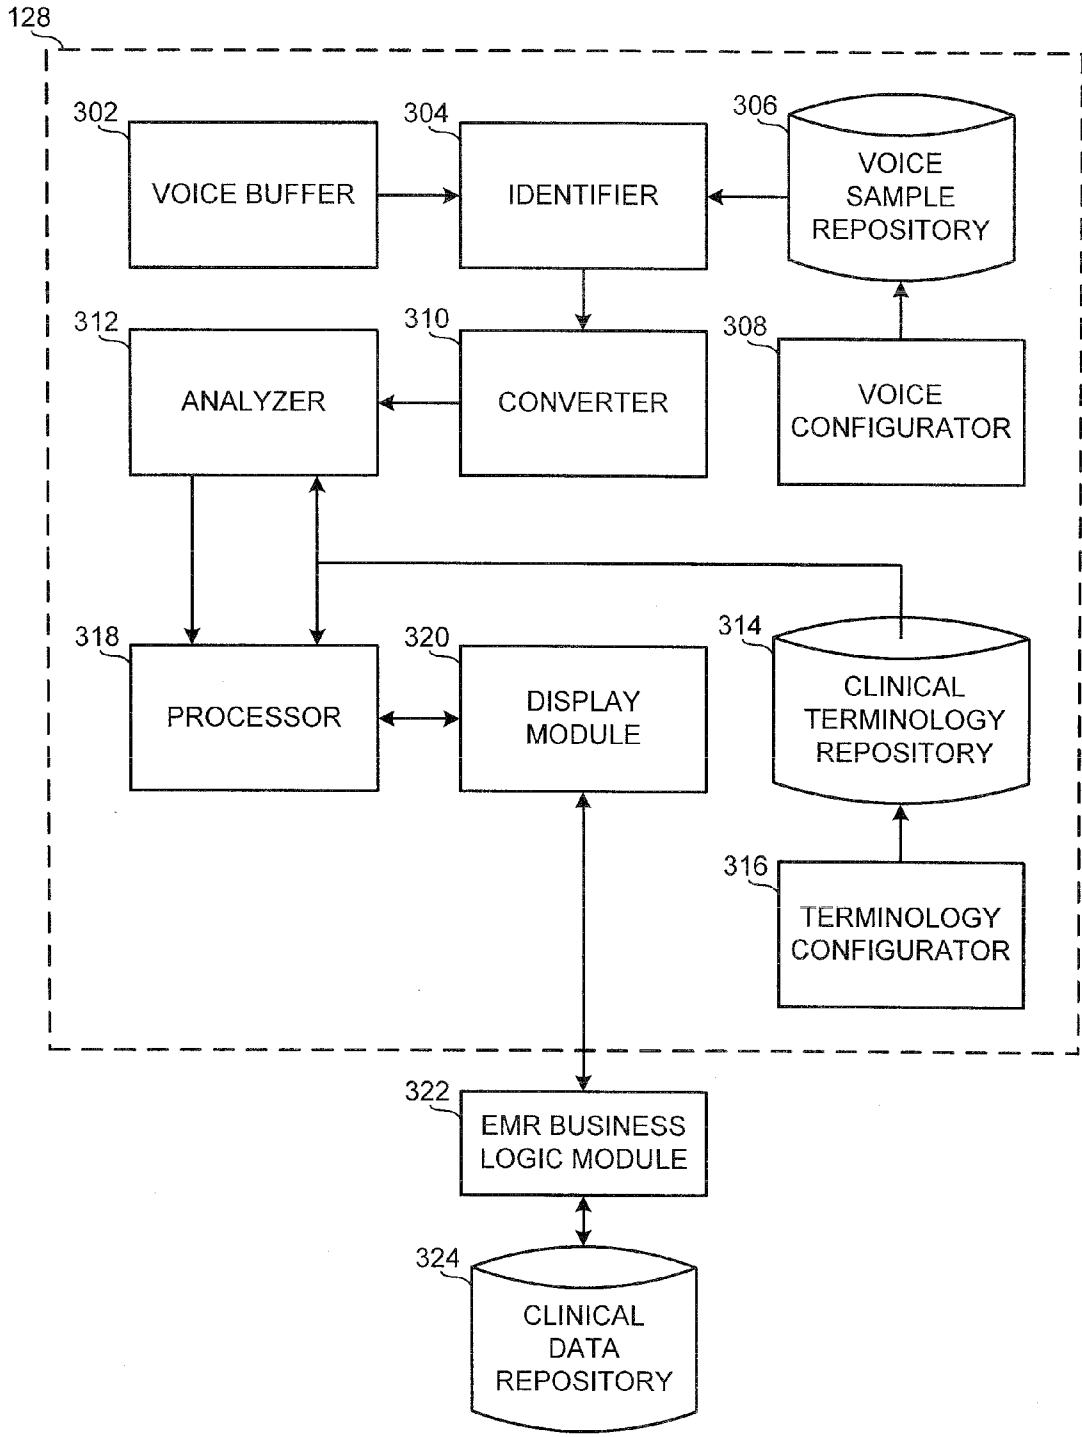 128
302
VOICE BUFFER
304
IDENTIFIER
306
VOICE
SAMPLE
REPOSITORY
312
ANALYZER
310
CONVERTER
308
VOICE
CONFIGURATOR
318
PROCESSOR
320
DISPLAY
MODULE
314
CLINICAL
TERMINOLOGY
REPOSITORY
316
TERMINOLOGY
CONFIGURATOR
322
EMR BUSINESS
LOGIC MODULE
324
CLINICAL
DATA
REPOSITORY